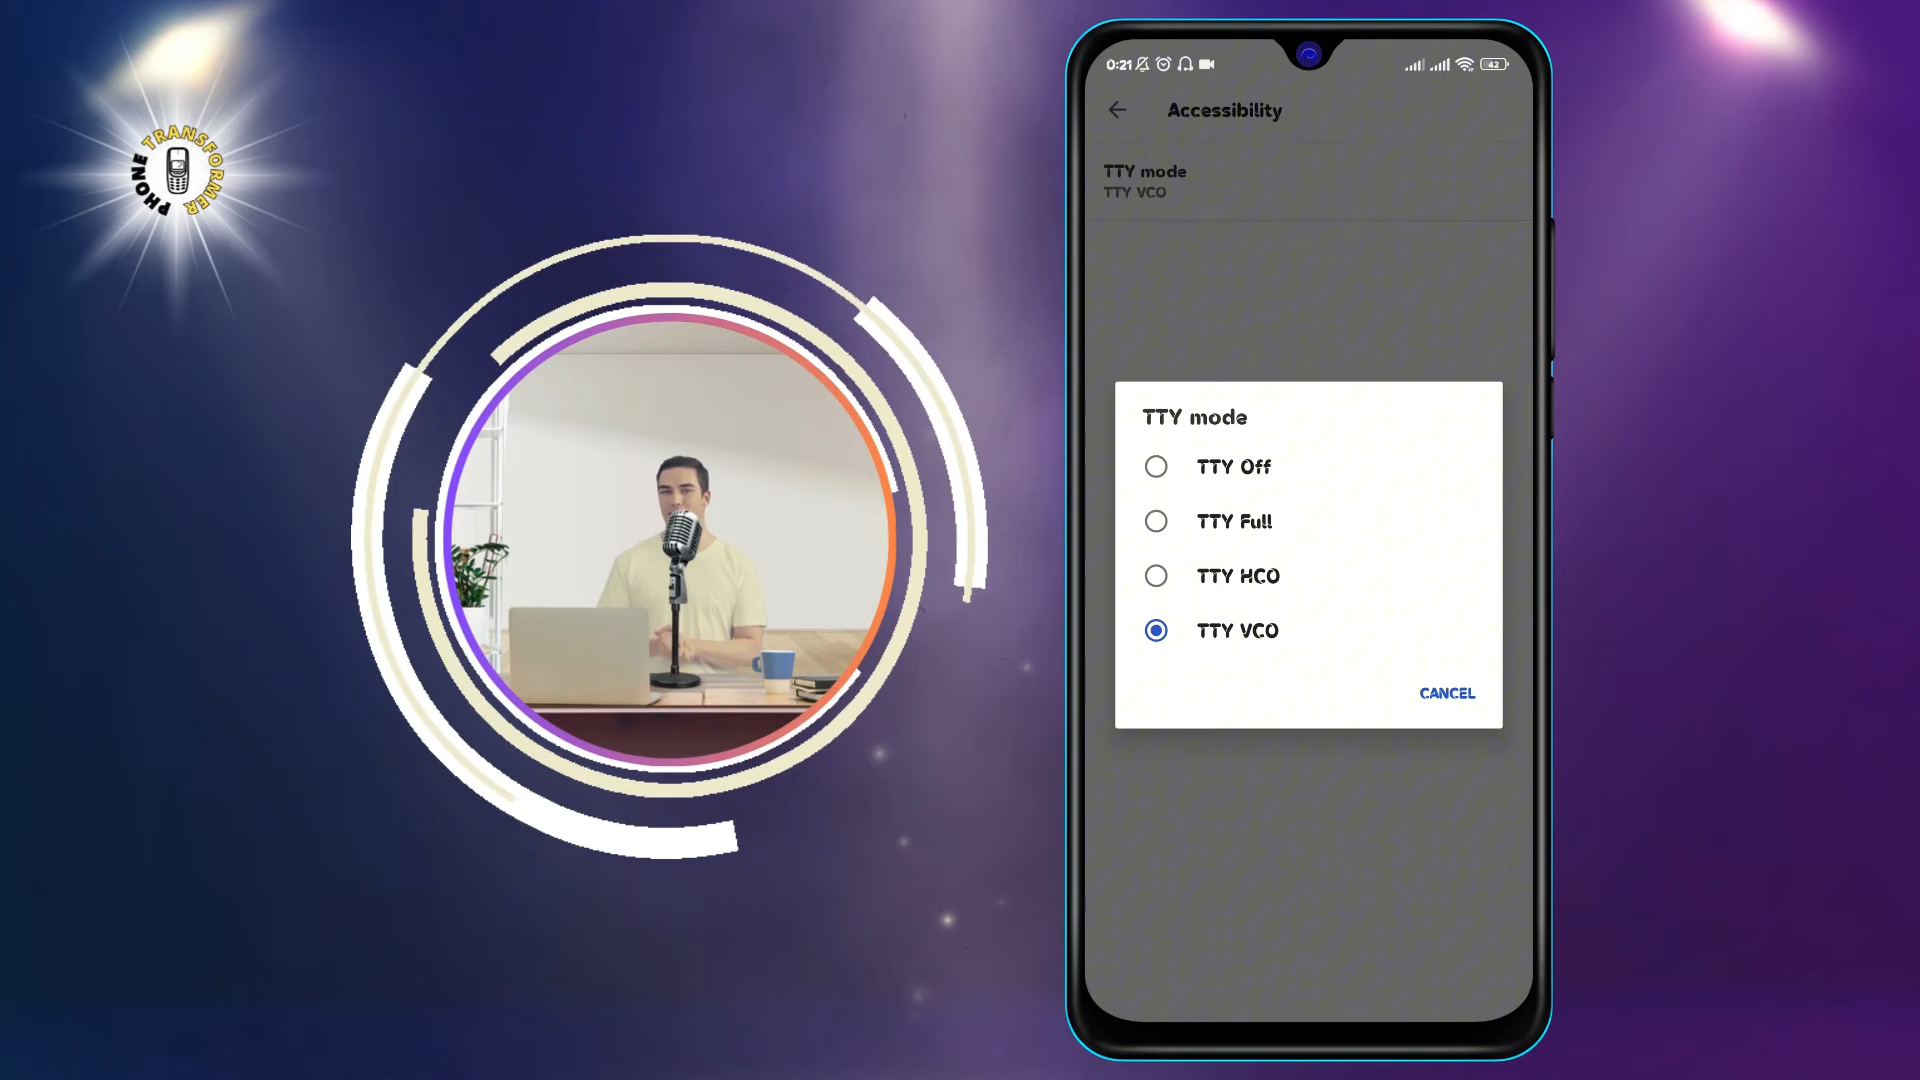 PHONE TRANSFORMER
0:21
42
Accessibility
TTY mode
TTY VCO
TTY mode
TTY Off
TTY Full
TTY HCO
TTY VCO
CANCEL